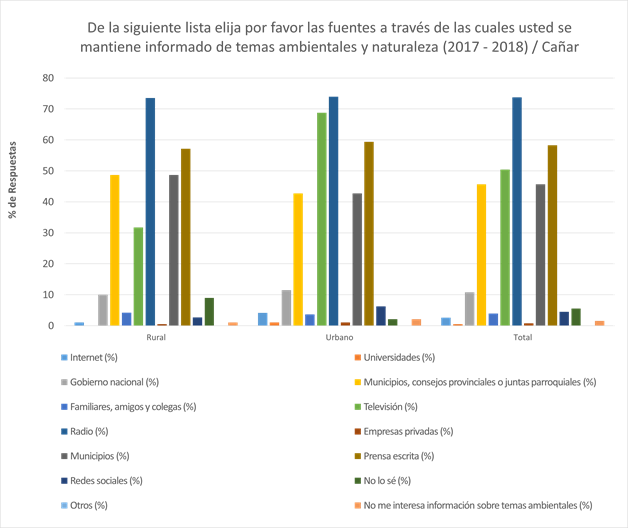 De la siguiente lista elija por favor las fuentes a través de las cuales usted se
mantiene informado de temas ambientales y naturaleza (2017 - 2018) / Cañar
% de Respuestas
80
70
60
50
40
30
20
10
0
Rural
Urbano
Total
Internet (%)
Universidades (%)
Gobierno nacional (%)
Municipios, consejos provinciales o juntas parroquiales (%)
Familiares, amigos y colegas (%)
Televisión (%)
Radio (%)
Empresas privadas (%)
Municipios (%)
Prensa escrita (%)
Redes sociales (%)
No lo sé (%)
Otros (%)
No me interesa información sobre temas ambientales (%)